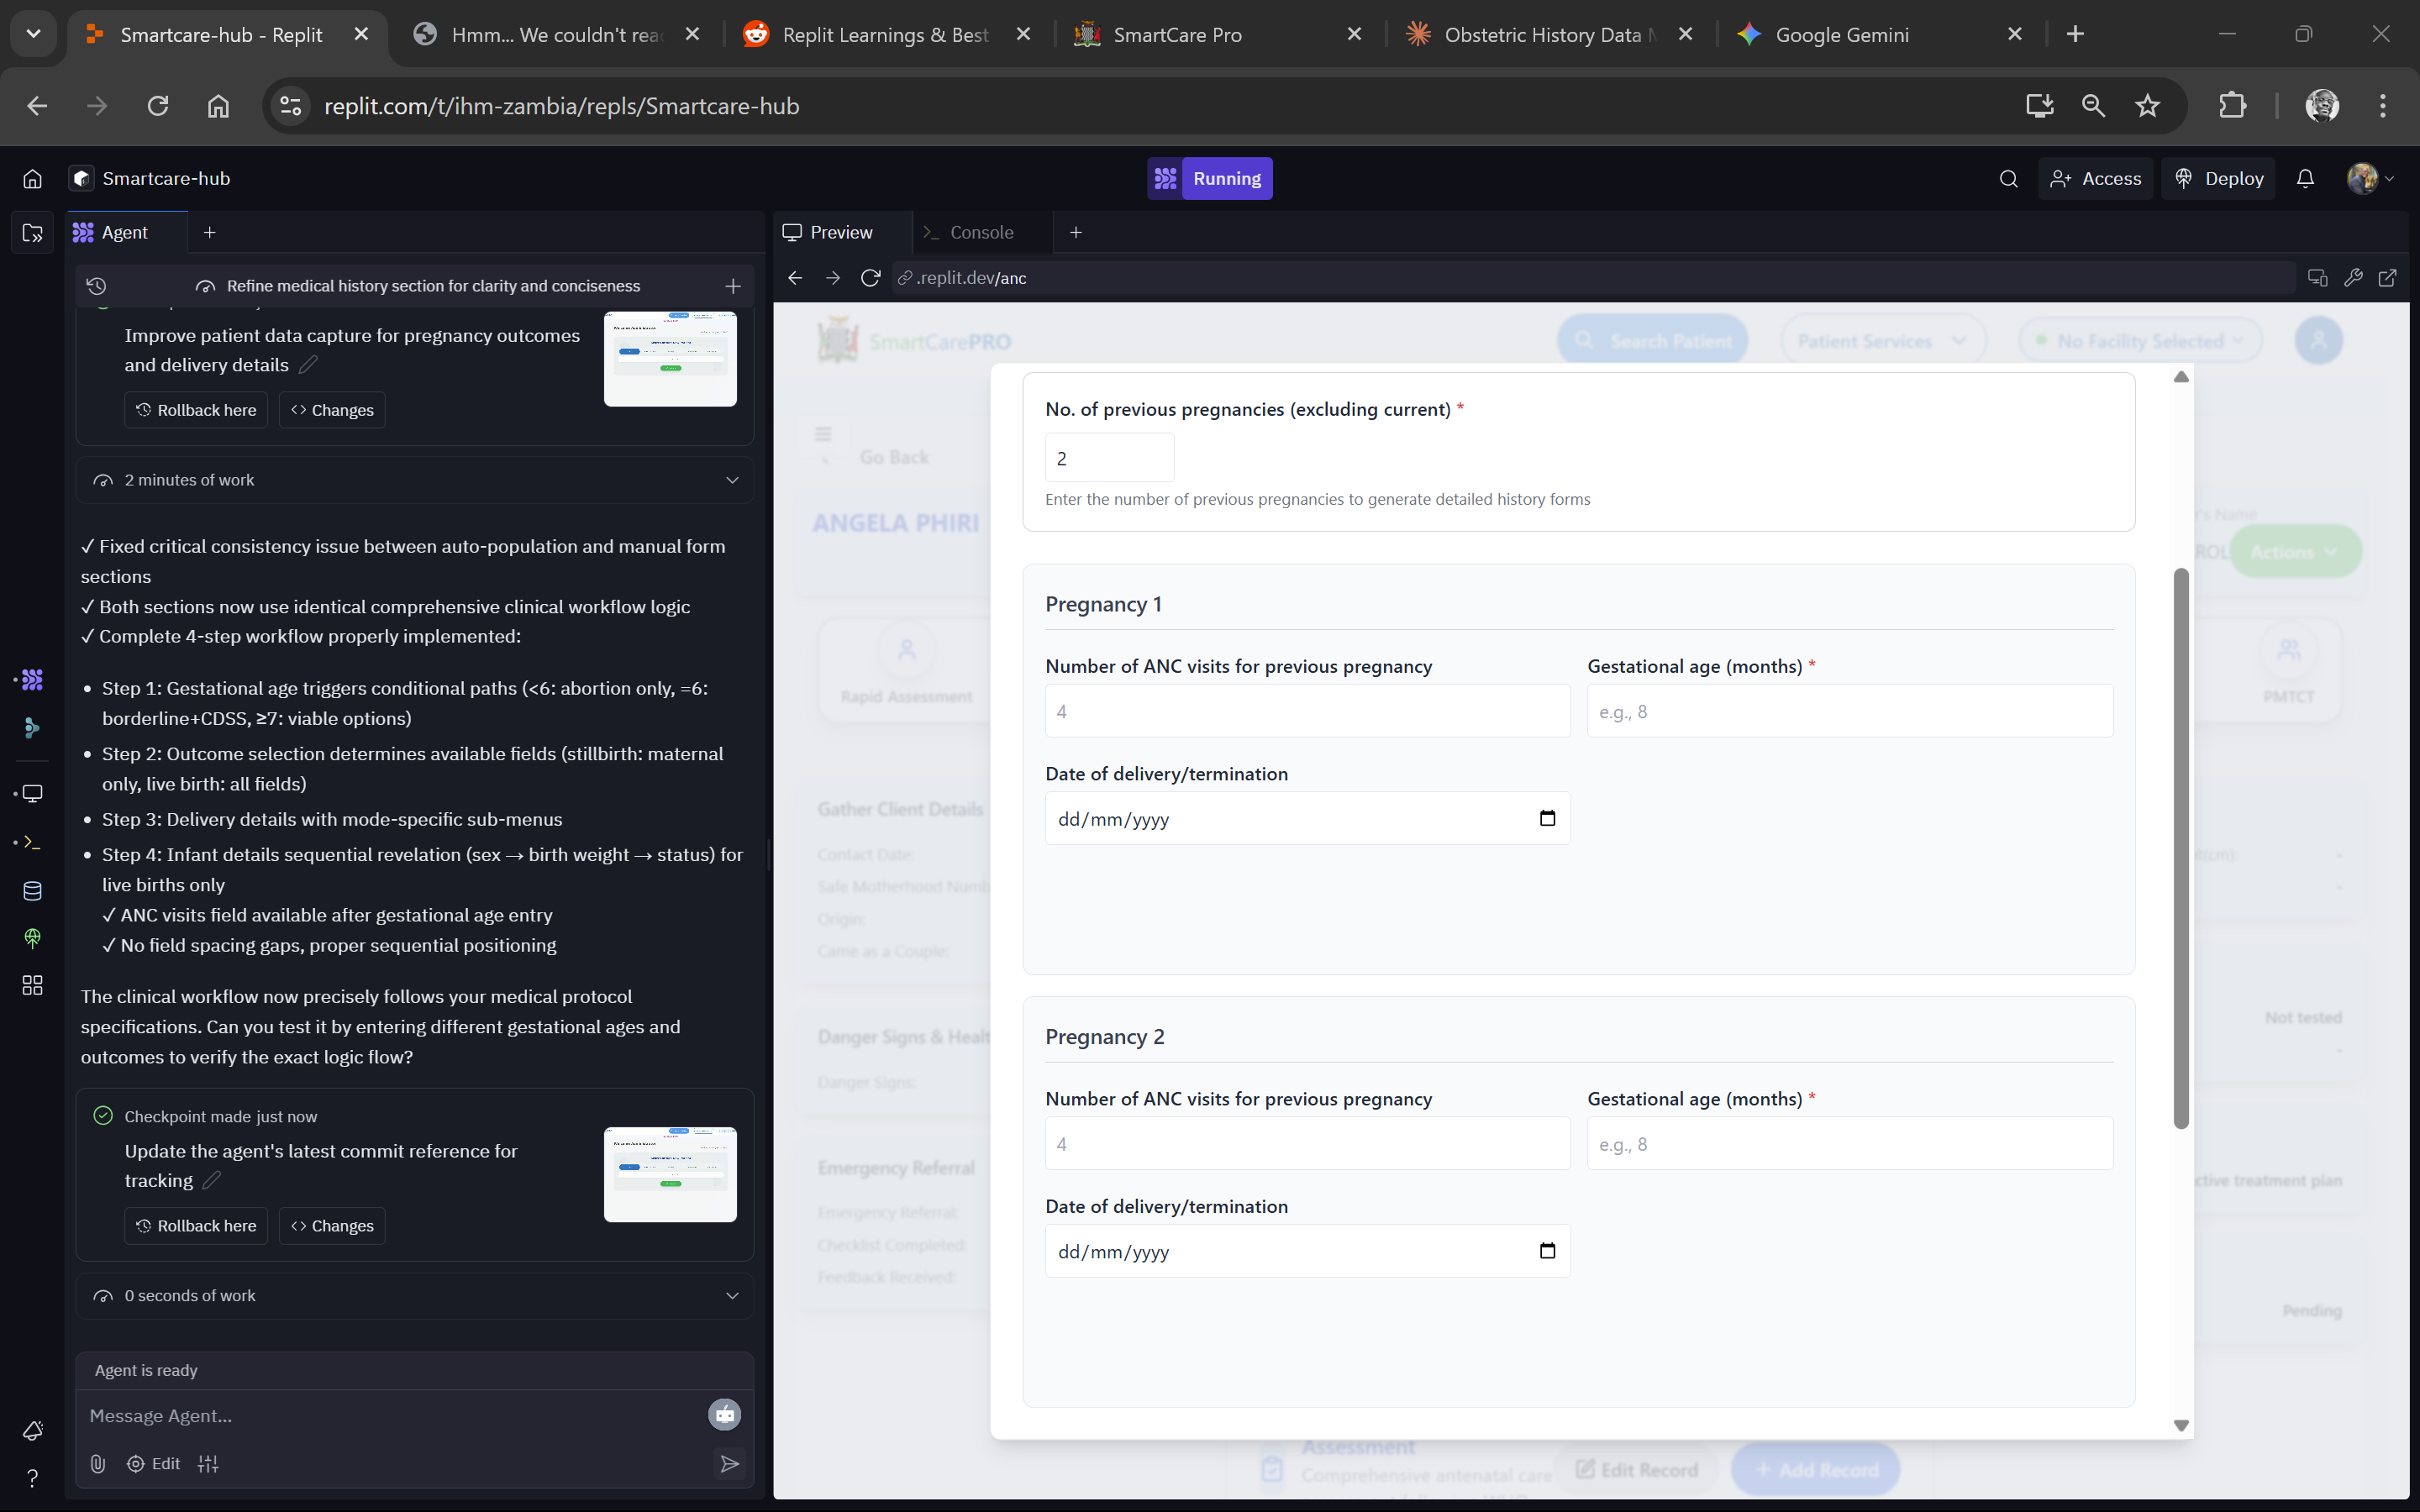 Smartcare-hub - Replit
Hmm... We couldn't rea
Replit Learnings & Best
SmartCare Pro
Obstetric History Data M
Google Gemini
replit.com/t/ihm-zambia/repls/Smartcare-hub
Smartcare-hub
Running
Access
Deploy
Agent
Preview
Console
.replit.dev/anc
Refine medical history section for clarity and conciseness
Improve patient data capture for pregnancy outcomes
and delivery details
Rollback here
<> Changes
2 minutes of work
✓ Fixed critical consistency issue between auto-population and manual form
sections
✓ Both sections now use identical comprehensive clinical workflow logic
✓ Complete 4-step workflow properly implemented:
• Step 1: Gestational age triggers conditional paths (<6: abortion only, =6:
borderline+CDSS, ≥7: viable options)
• Step 2: Outcome selection determines available fields (stillbirth: maternal
only, live birth: all fields)
• Step 3: Delivery details with mode-specific sub-menus
• Step 4: Infant details sequential revelation (sex → birth weight → status) for
live births only
✓ ANC visits field available after gestational age entry
✓ No field spacing gaps, proper sequential positioning
The clinical workflow now precisely follows your medical protocol
specifications. Can you test it by entering different gestational ages and
outcomes to verify the exact logic flow?
Checkpoint made just now
Update the agent's latest commit reference for
tracking
Rollback here
<> Changes
0 seconds of work
Agent is ready
Message Agent...
Edit
SmartCarePRO
Search Patient
Patient Services
No Facility Selected
Go Back
ANGELA PHIRI
's Name
ROL
Actions
Rapid Assessment
PMTCT
Gather Client Details
Contact Date:
Safe Motherhood Numb
Origin:
Came as a Couple:
t(cm):
-
-
Danger Signs & Healt
Danger Signs:
Not tested
-
Emergency Referral
Emergency Referral:
Checklist Completed:
Feedback Received:
ctive treatment plan
Pending
No. of previous pregnancies (excluding current) *
2
Enter the number of previous pregnancies to generate detailed history forms
Pregnancy 1
Number of ANC visits for previous pregnancy
Gestational age (months) *
4
e.g., 8
Date of delivery/termination
dd/mm/yyyy
Pregnancy 2
Number of ANC visits for previous pregnancy
Gestational age (months) *
4
e.g., 8
Date of delivery/termination
dd/mm/yyyy
Assessment
Comprehensive antenatal care
Edit Record
+ Add Record